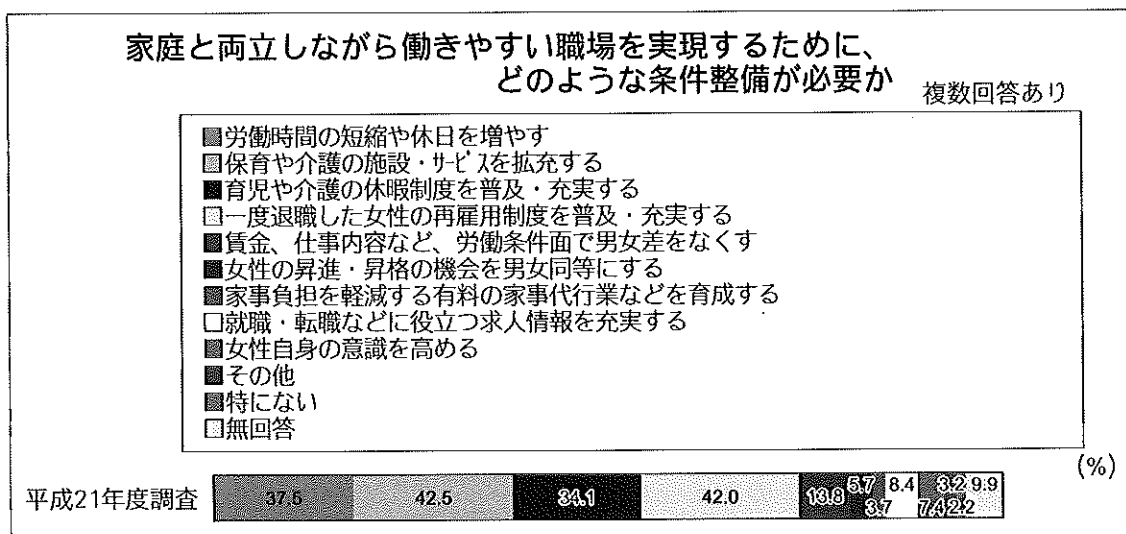 家庭と両立しながら働きやすい職場を実現するために、
どのような条件整備が必要か
複数回答あり
労働時間の短縮や休日を増やす
保育や介護の施設・サービスを拡充する
育児や介護の休暇制度を普及・充実する
一度退職した女性の再雇用制度を普及・充実する
賃金、仕事内容など、労働条件面で男女差をなくす
女性の昇進・昇格の機会を男女同等にする
家事負担を軽減する有料の家事代行業などを育成する
就職・転職などに役立つ求人情報を充実する
女性自身の意識を高める
その他
特にない
無回答
(%)
平成21年度調査 37.5 42.5 34.1 42.0 13.8 5.7 3.7 8.4 7.4 2.2 3.2 9.9